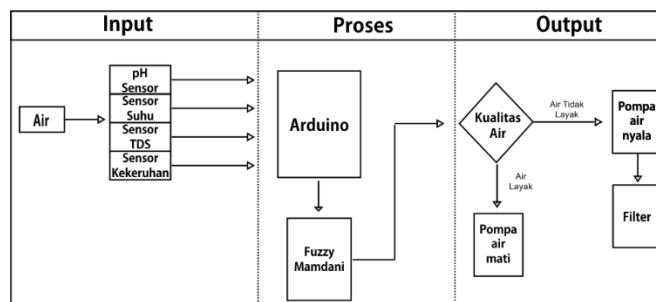 Input
Proses
Output
Air
pH
Sensor
Sensor
Suhu
Sensor
TDS
Sensor
Kekeruhan
Arduino
Fuzzy
Mamdani
Kualitas
Air
Air Tidak
Layak
Air
Layak
Pompa
air
nyala
Filter
Pompa
air
mati